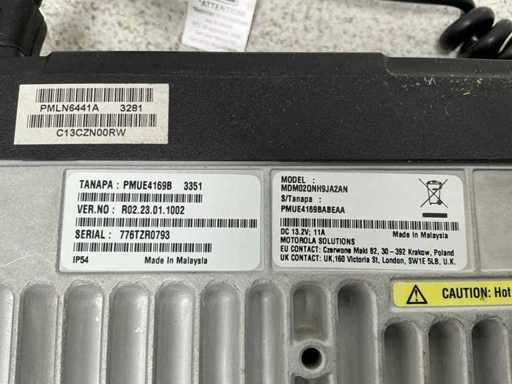 *ATTENTION
PMLN6441A 3281
C13CZN00RW
TANAPA : PMUE4169B 3351
VER.NO : R02.23.01.1002
SERIAL : 776TZR0793
IP54 Made in Malaysia
MODEL :
MDM02QNH9JA2AN
S/Tanapa :
PMUE4169BABEAA
DC 13.2V; 11A Made in Malaysia
MOTOROLA SOLUTIONS
EU CONTACT: Czerwone Maki 82, 30 - 392 Krakow, Poland
UK CONTACT: UK,160 Victoria St, London, SW1E 5LB, U.K.
CAUTION: Hot